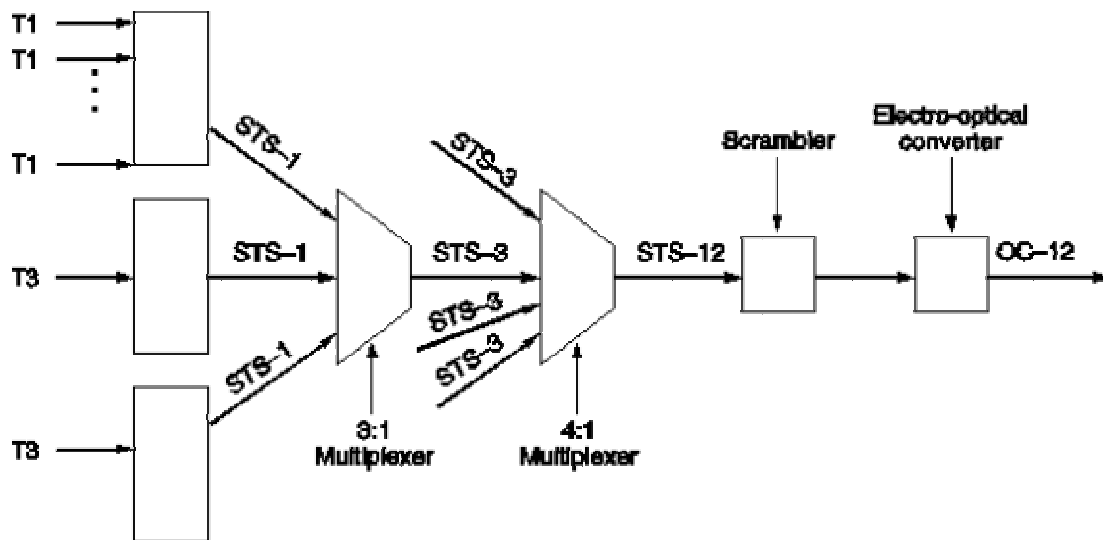 T1
T1
T1
T3
T3
STS-1
STS-1
STS-1
3:1
Multiplexer
STS-3
STS-3
STS-3
STS-3
4:1
Multiplexer
STS-12
Scrambler
Electro-optical
converter
OC-12